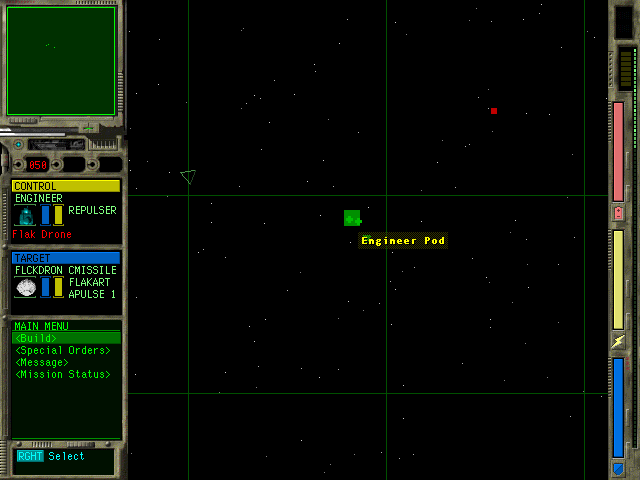 050
CONTROL
ENGINEER
REPULSER
Flak Drone
TARGET
FLCKDRON CMISSILE
FLAKART
APULSE 1
MAIN MENU
<Build>
<Special Orders>
<Message>
<Mission Status>
RGHT Select
Engineer Pod